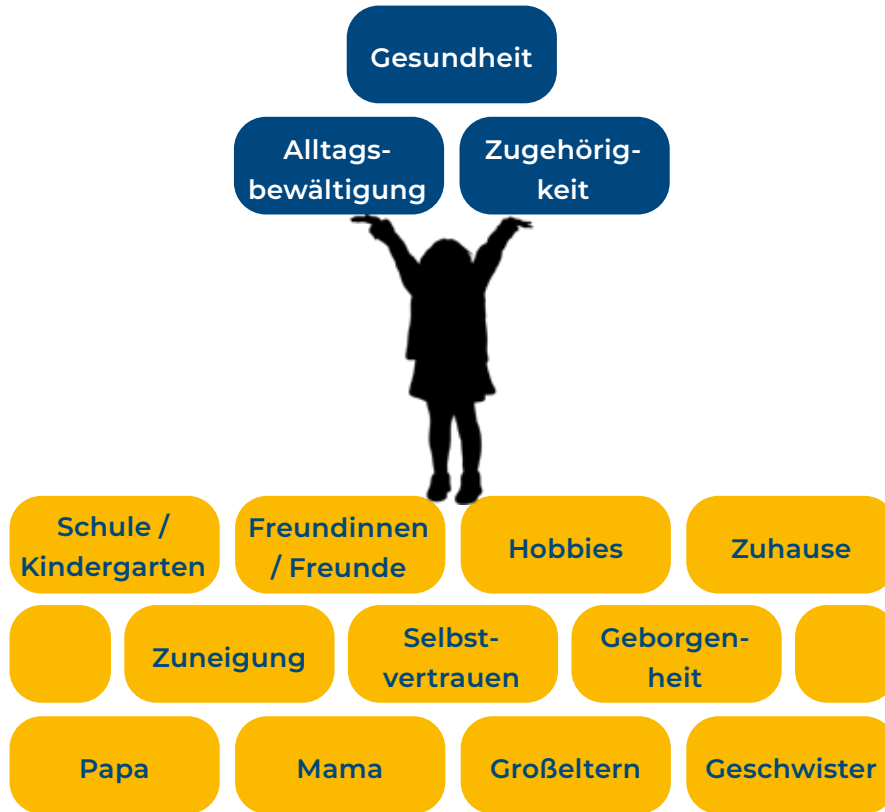 Gesundheit
Alltags-
bewältigung
Zugehörig-
keit
Schule /
Kindergarten
Freundinnen
/ Freunde
Hobbies
Zuhause
Zuneigung
Selbst-
vertrauen
Geborgen-
heit
Papa
Mama
Großeltern
Geschwister